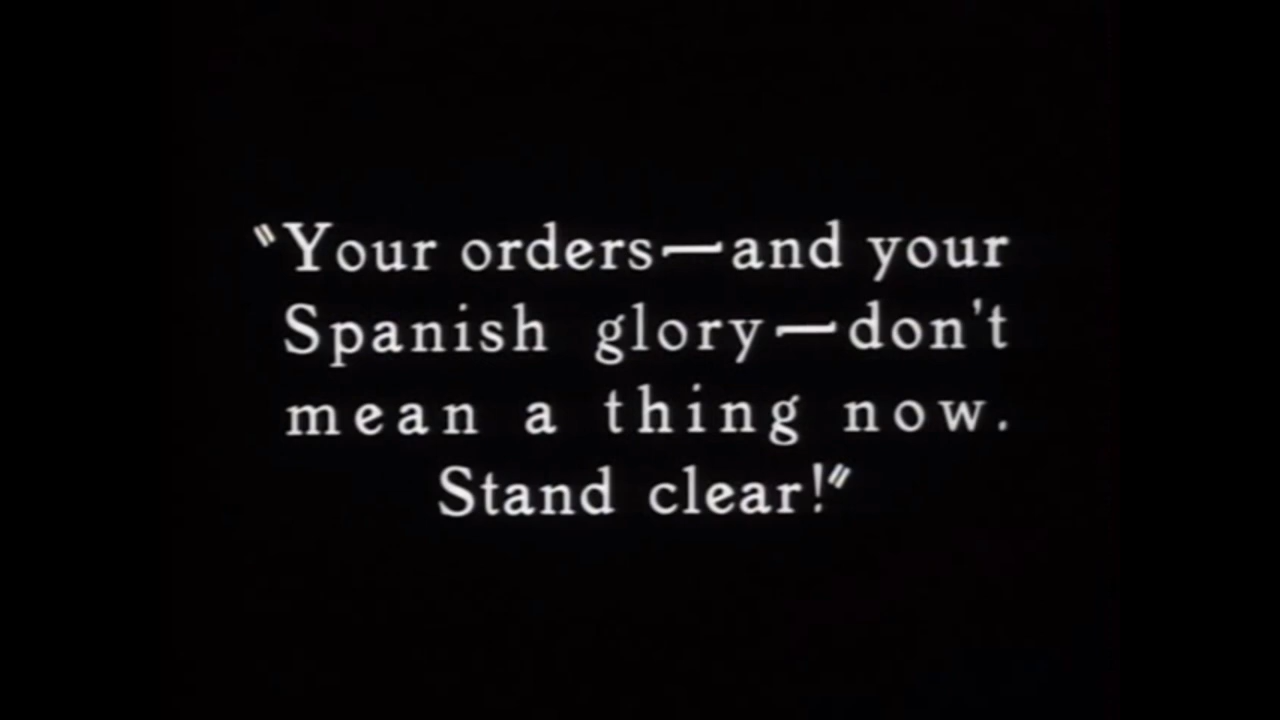 "Your orders—and your
Spanish glory—don't
mean a thing now.
Stand clear!"